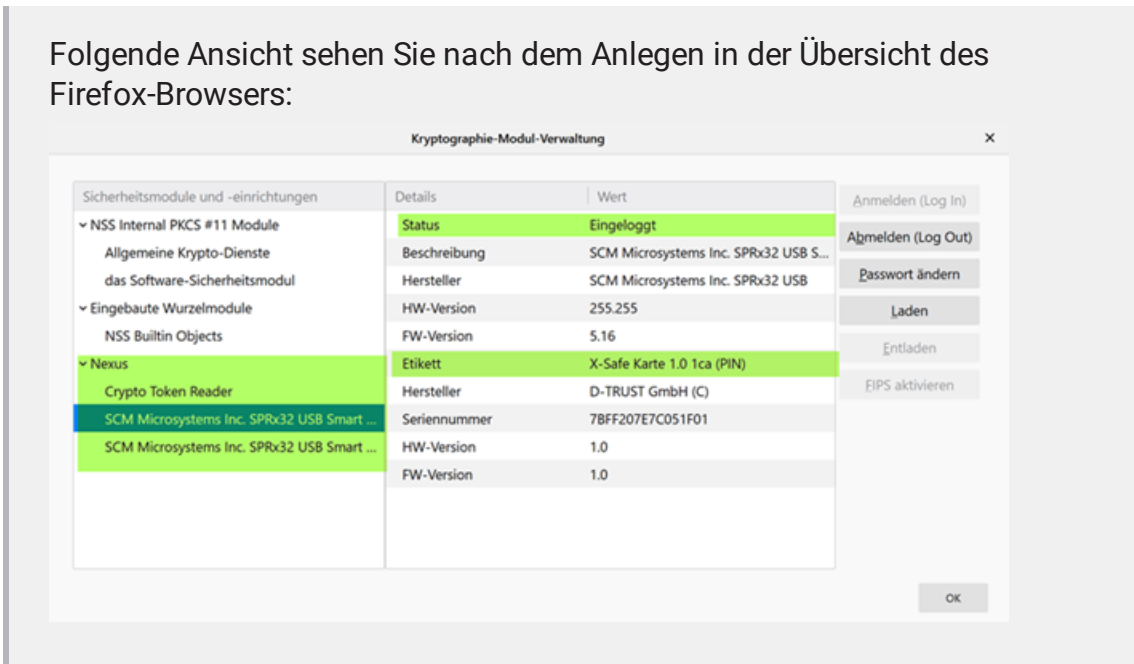 Folgende Ansicht sehen Sie nach dem Anlegen in der Übersicht des
Firefox-Browsers:
Kryptographie-Modul-Verwaltung
Sicherheitsmodule und -einrichtungen
NSS Internal PKCS #11 Module
Allgemeine Krypto-Dienste
das Software-Sicherheitsmodul
Eingebaute Wurzelmodule
NSS Builtin Objects
Nexus
Crypto Token Reader
SCM Microsystems Inc. SPRx32 USB Smart ...
SCM Microsystems Inc. SPRx32 USB Smart ...
Details Wert
Status Eingeloggt
Beschreibung SCM Microsystems Inc. SPRx32 USB S...
Hersteller SCM Microsystems Inc. SPRx32 USB
HW-Version 255.255
FW-Version 5.16
Etikett X-Safe Karte 1.0 1ca (PIN)
Hersteller D-TRUST GmbH (C)
Seriennummer 7BFF207E7C051F01
HW-Version 1.0
FW-Version 1.0
Anmelden (Log In)
Abmelden (Log Out)
Passwort ändern
Laden
Entladen
FIPS aktivieren
OK